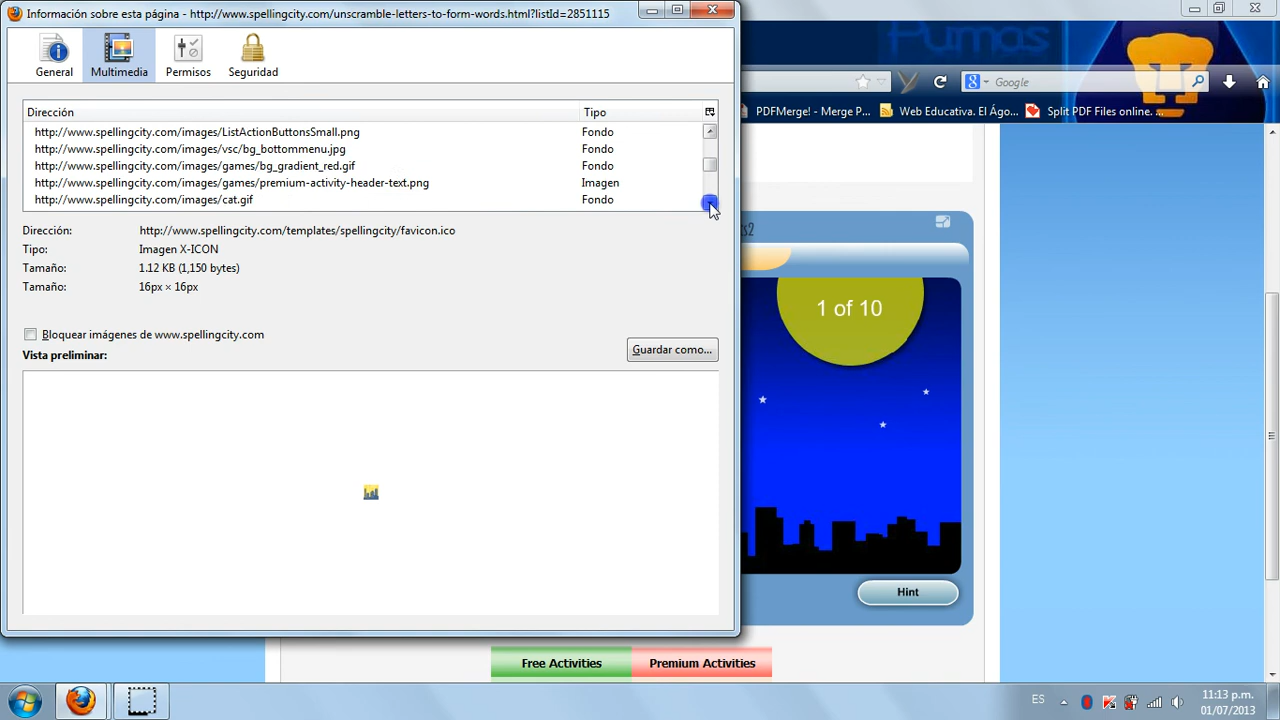 Información sobre esta página - http://www.spellingcity.com/unscramble-letters-to-form-words.html?listId=2851115
Pumas
General
Multimedia
Permisos
Seguridad
Google
PDFMerge! - Merge P...
Web Educativa. El Ágo...
Split PDF Files online. ...
Dirección
Tipo
http://www.spellingcity.com/images/ListActionButtonsSmall.png
Fondo
http://www.spellingcity.com/images/vsc/bg_bottommenu.jpg
Fondo
http://www.spellingcity.com/images/games/bg_gradient_red.gif
Fondo
http://www.spellingcity.com/images/games/premium-activity-header-text.png
Imagen
http://www.spellingcity.com/images/cat.gif
Fondo
Dirección: http://www.spellingcity.com/templates/spellingcity/favicon.ico
Tipo: Imagen X-ICON
Tamaño: 1.12 KB (1,150 bytes)
Tamaño: 16px × 16px
Bloquear imágenes de www.spellingcity.com
Vista preliminar:
Guardar como...
1 of 10
Hint
Free Activities
Premium Activities
ES
11:13 p.m.
01/07/2013